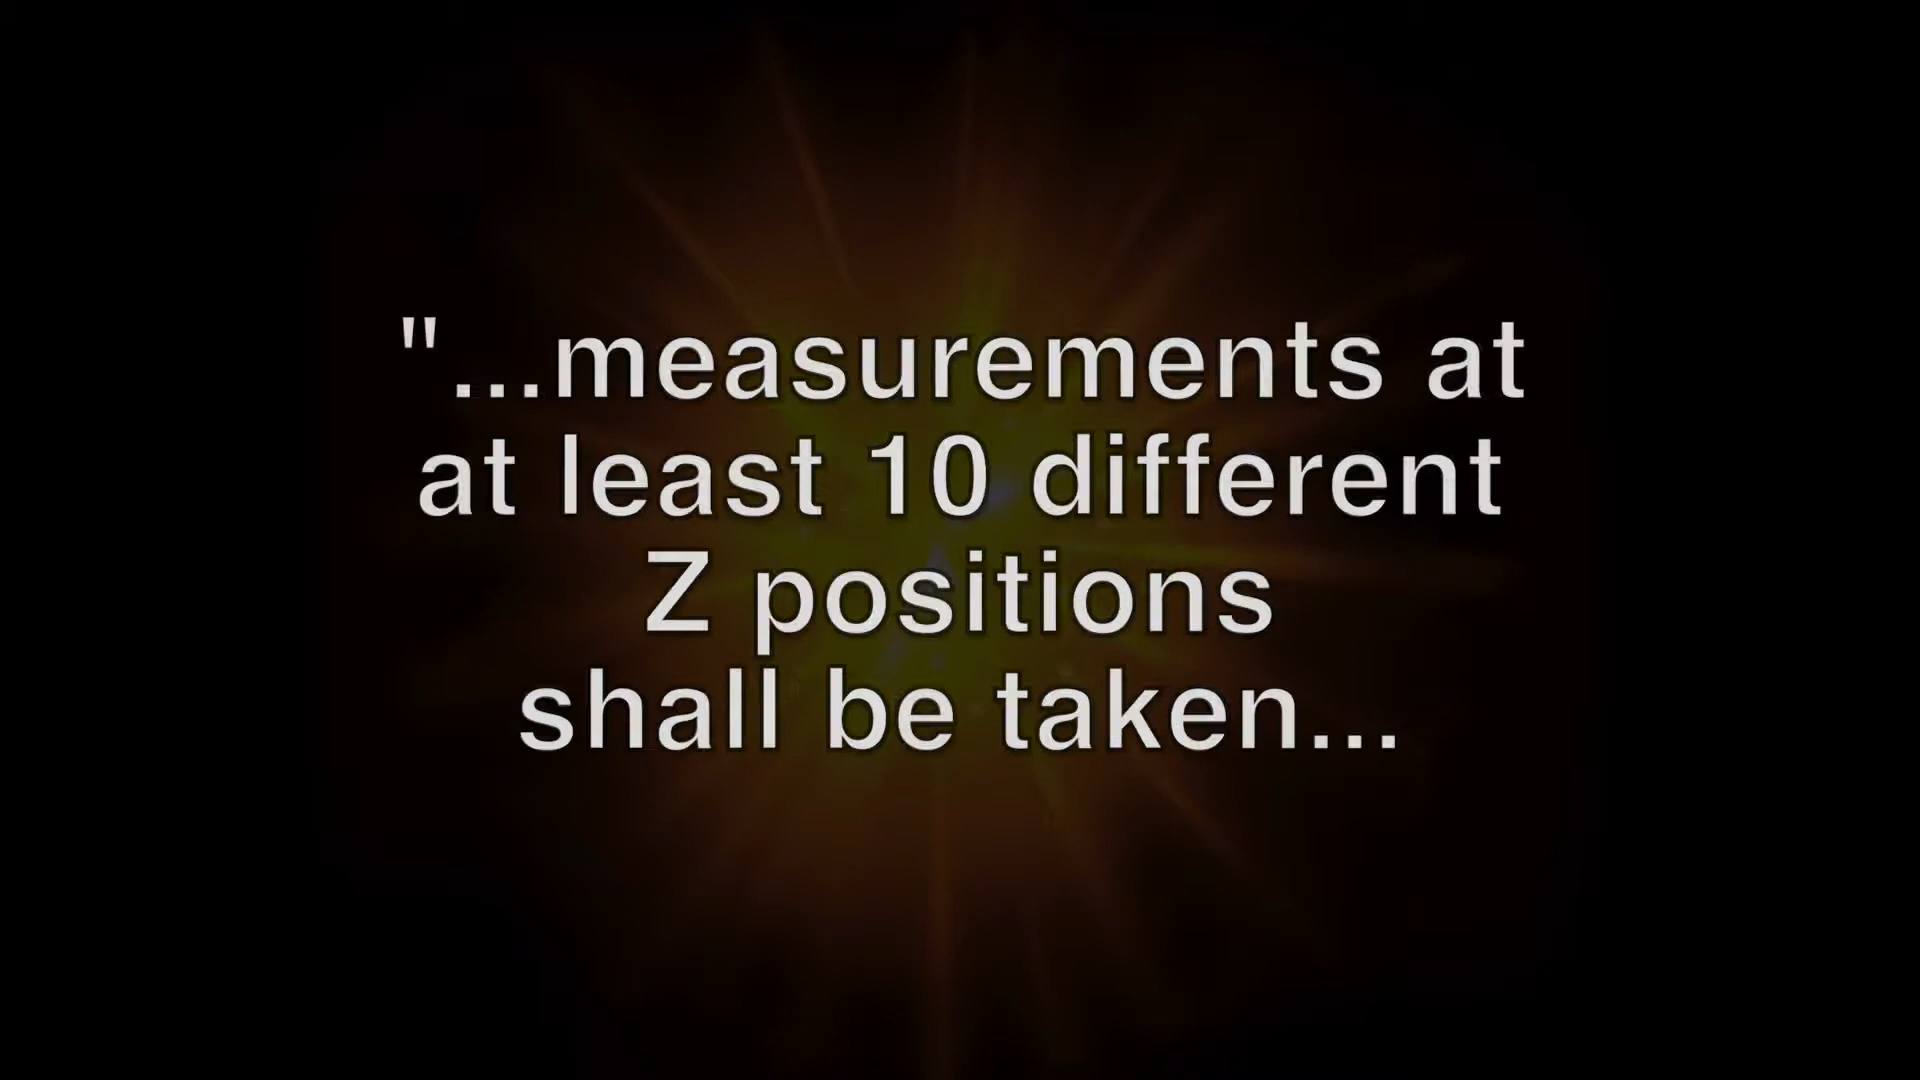 "...measurements at
at least 10 different
Z positions
shall be taken...